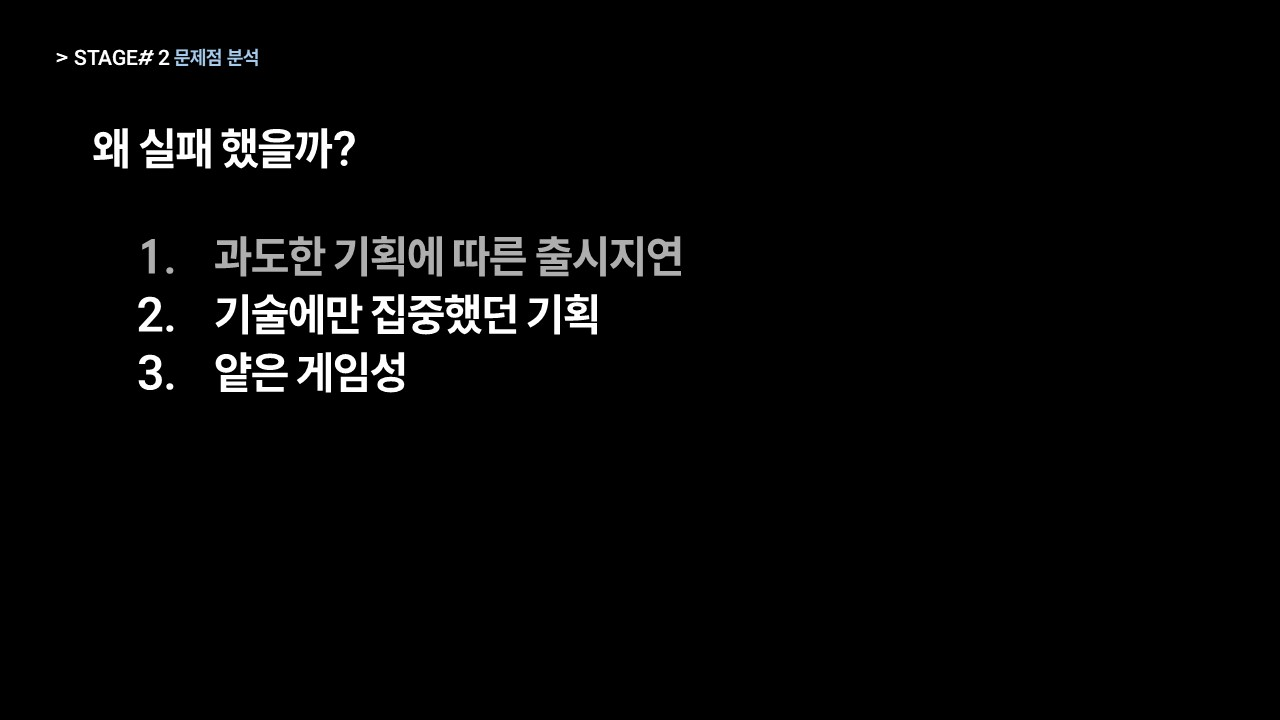 > STAGE# 2 문제점 분석
왜 실패 했을까?
1. 과도한 기획에 따른 출시지연
2. 기술에만 집중했던 기획
3. 얕은 게임성